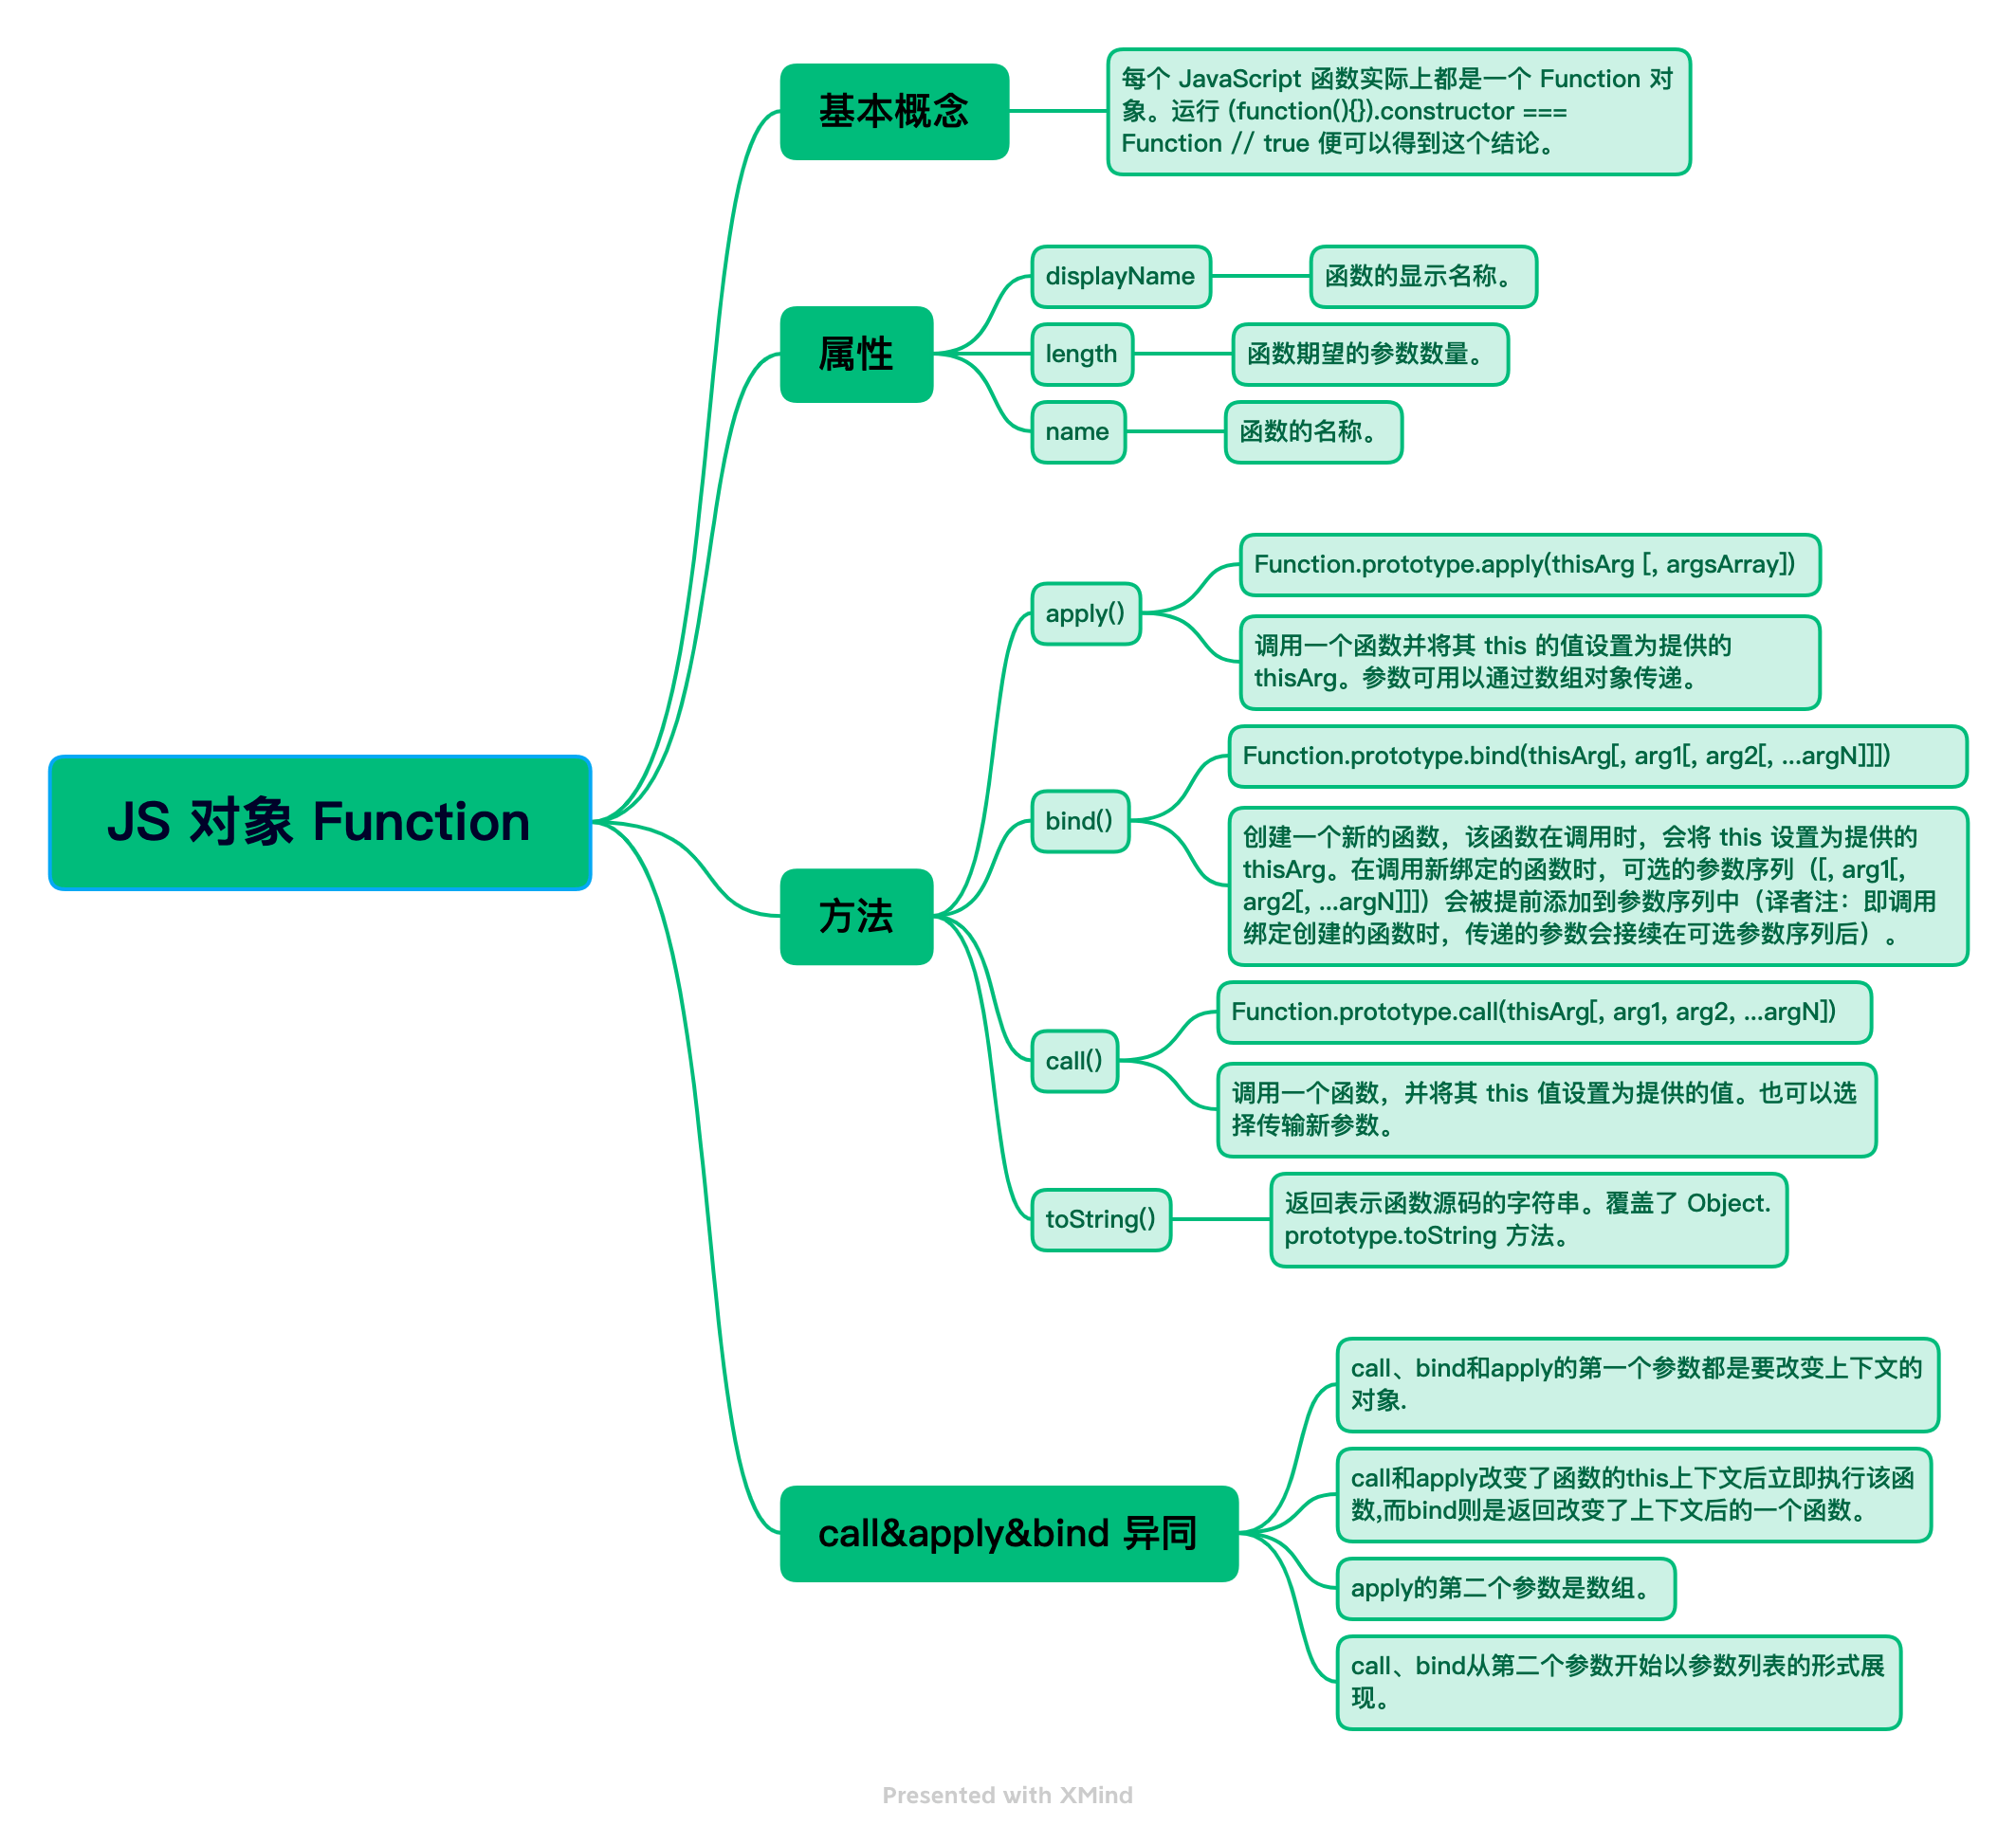 JS 对象 Function
基本概念
每个 JavaScript 函数实际上都是一个 Function 对
象。运行 (function(){}).constructor ===
Function // true 便可以得到这个结论。
属性
displayName
函数的显示名称。
length
函数期望的参数数量。
name
函数的名称。
方法
apply()
Function.prototype.apply(thisArg [, argsArray])
调用一个函数并将其 this 的值设置为提供的
thisArg。参数可用以通过数组对象传递。
bind()
Function.prototype.bind(thisArg[, arg1[, arg2[, ...argN]]])
创建一个新的函数，该函数在调用时，会将 this 设置为提供的
thisArg。在调用新绑定的函数时，可选的参数序列（[, arg1[,
arg2[, ...argN]]]）会被提前添加到参数序列中（译者注：即调用
绑定创建的函数时，传递的参数会接续在可选参数序列后）。
call()
Function.prototype.call(thisArg[, arg1, arg2, ...argN])
调用一个函数，并将其 this 值设置为提供的值。也可以选
择传输新参数。
toString()
返回表示函数源码的字符串。覆盖了 Object.
prototype.toString 方法。
call&apply&bind 异同
call、bind和apply的第一个参数都是要改变上下文的
对象.
call和apply改变了函数的this上下文后立即执行该函
数,而bind则是返回改变了上下文后的一个函数。
apply的第二个参数是数组。
call、bind从第二个参数开始以参数列表的形式展
现。
Presented with XMind